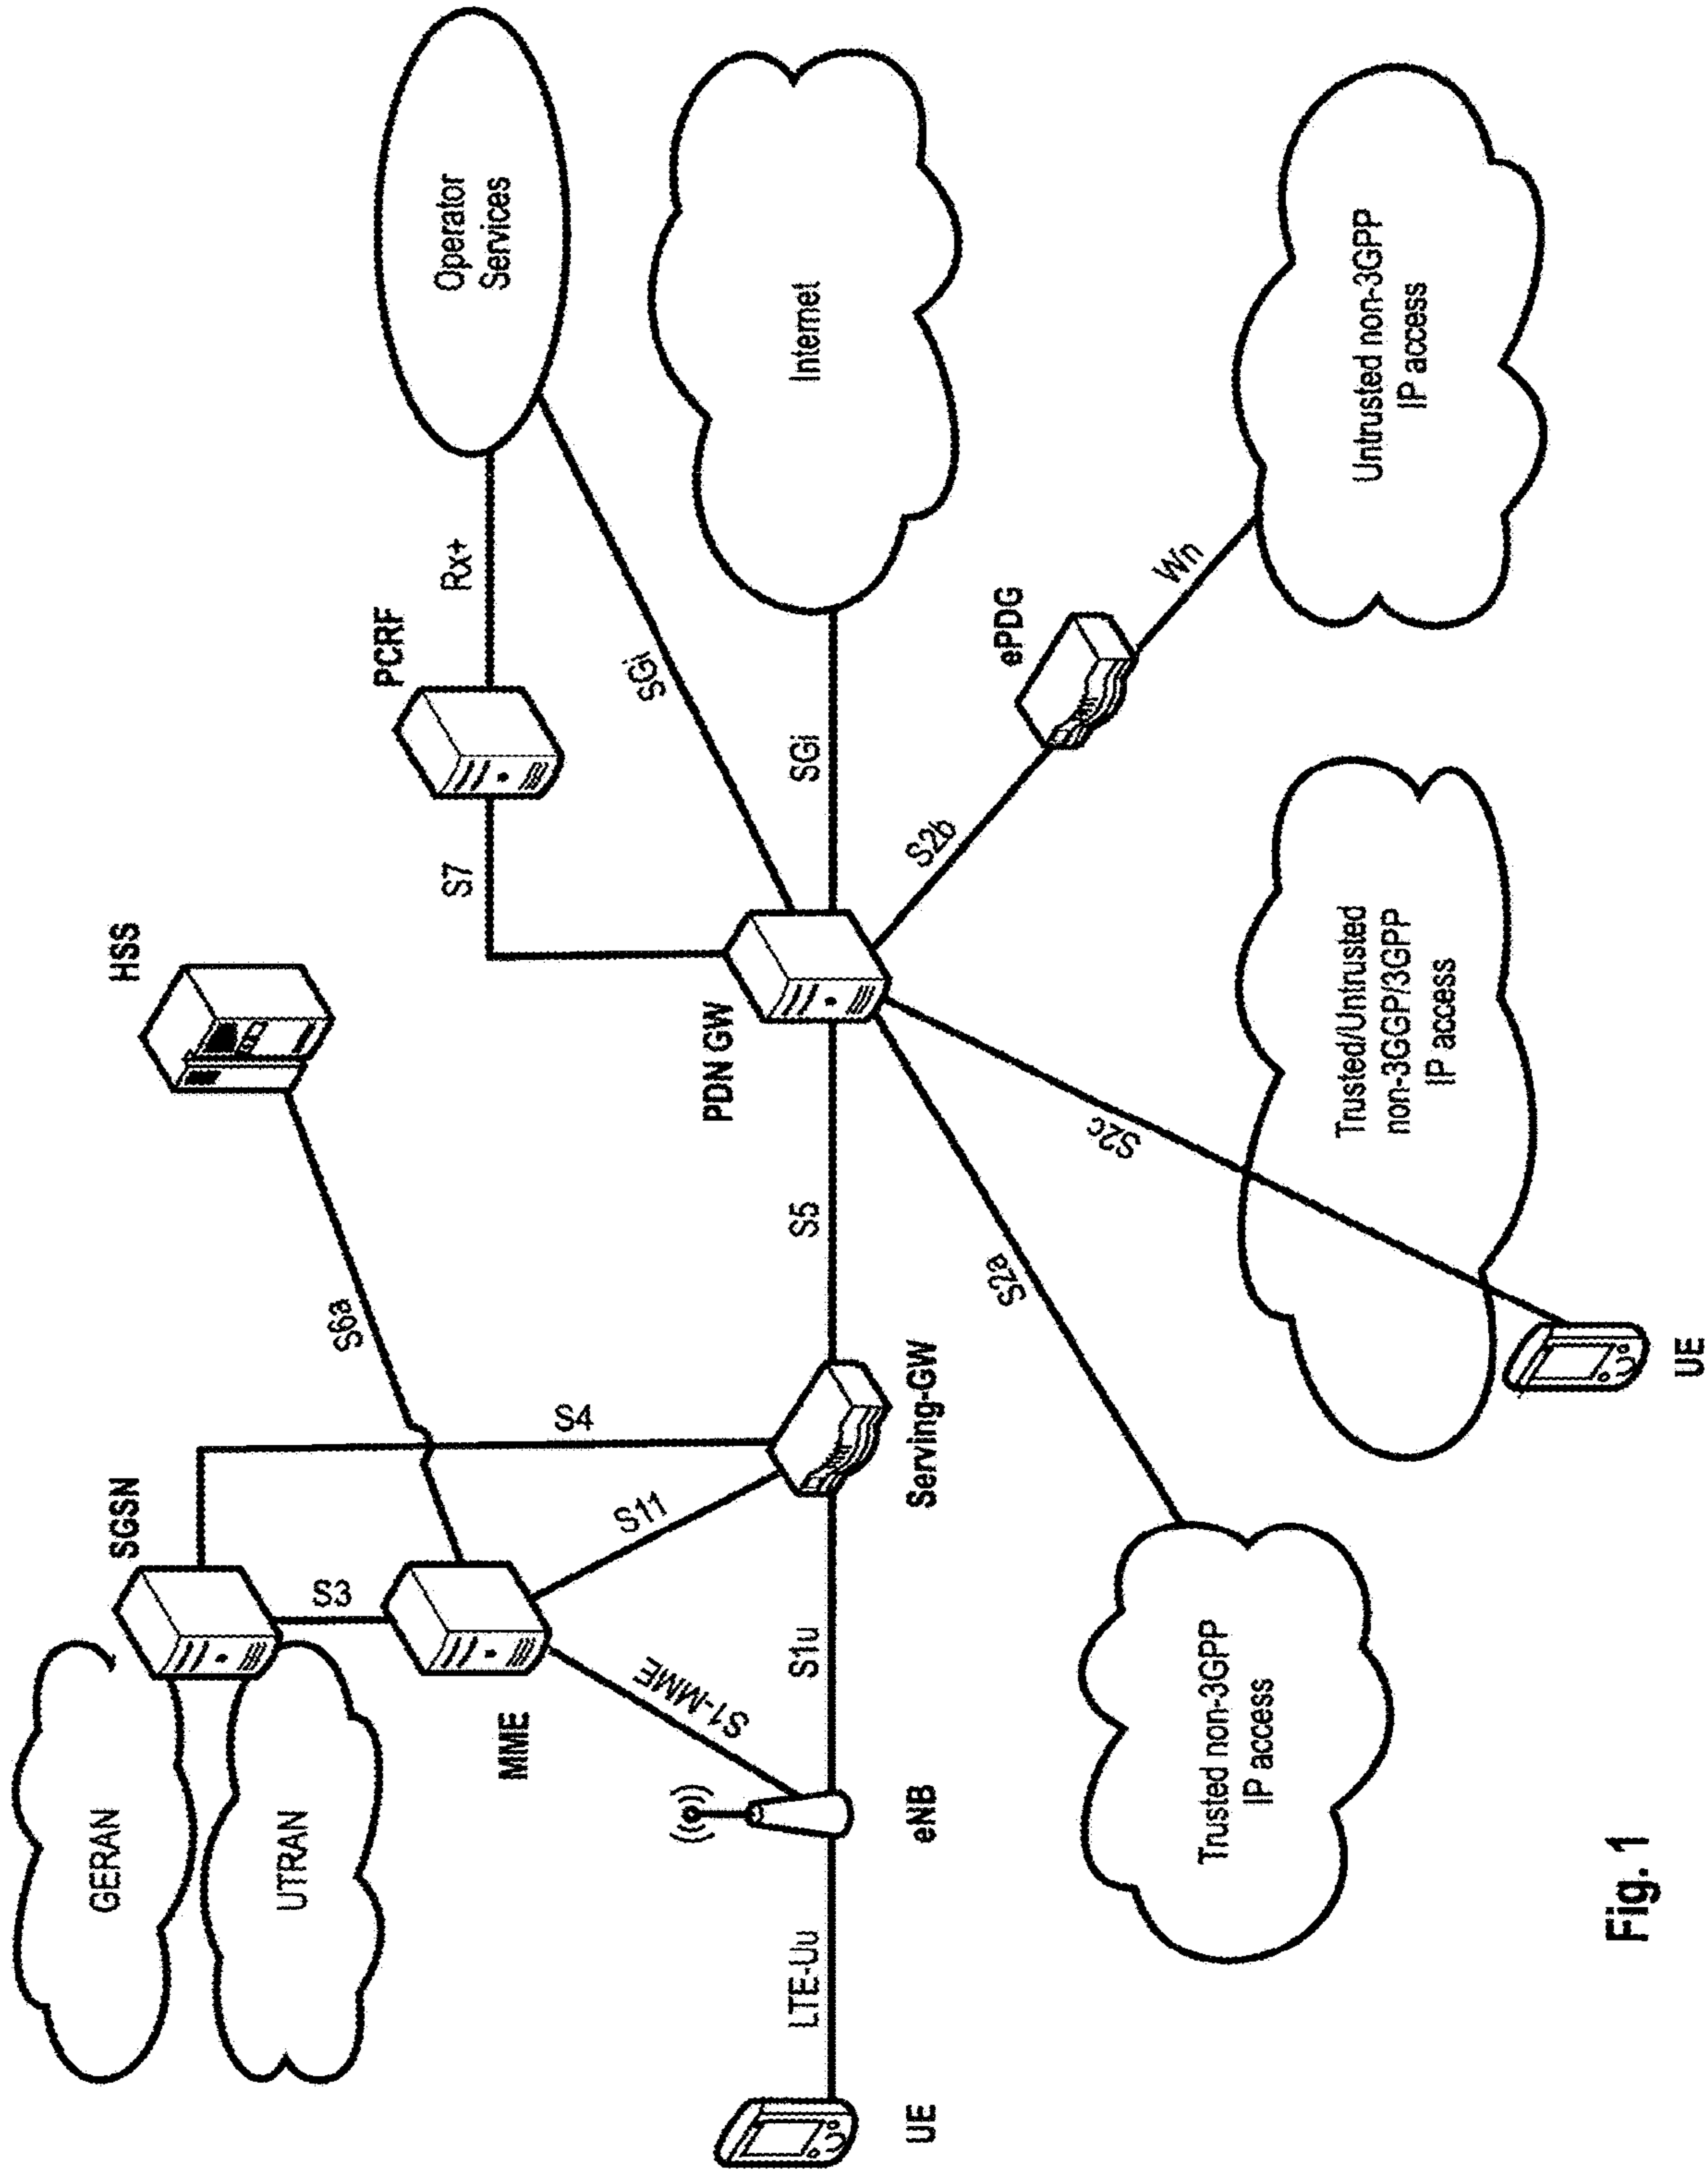 GERAN
UTRAN
SGSN
HSS
S3
S6a
S4
MME
S11
S1-MME
PCRF
S7
Rx+
Operator
Services
SGi
UE
LTE-Uu
eNB
S1u
Serving-GW
S5
PDN GW
SGi
Internet
S2a
S2c
S2b
ePDG
Wn
Trusted non-3GPP
IP access
Trusted/Untrusted
non-3GGP/3GPP
IP access
Untrusted non-3GPP
IP access
UE
Fig. 1